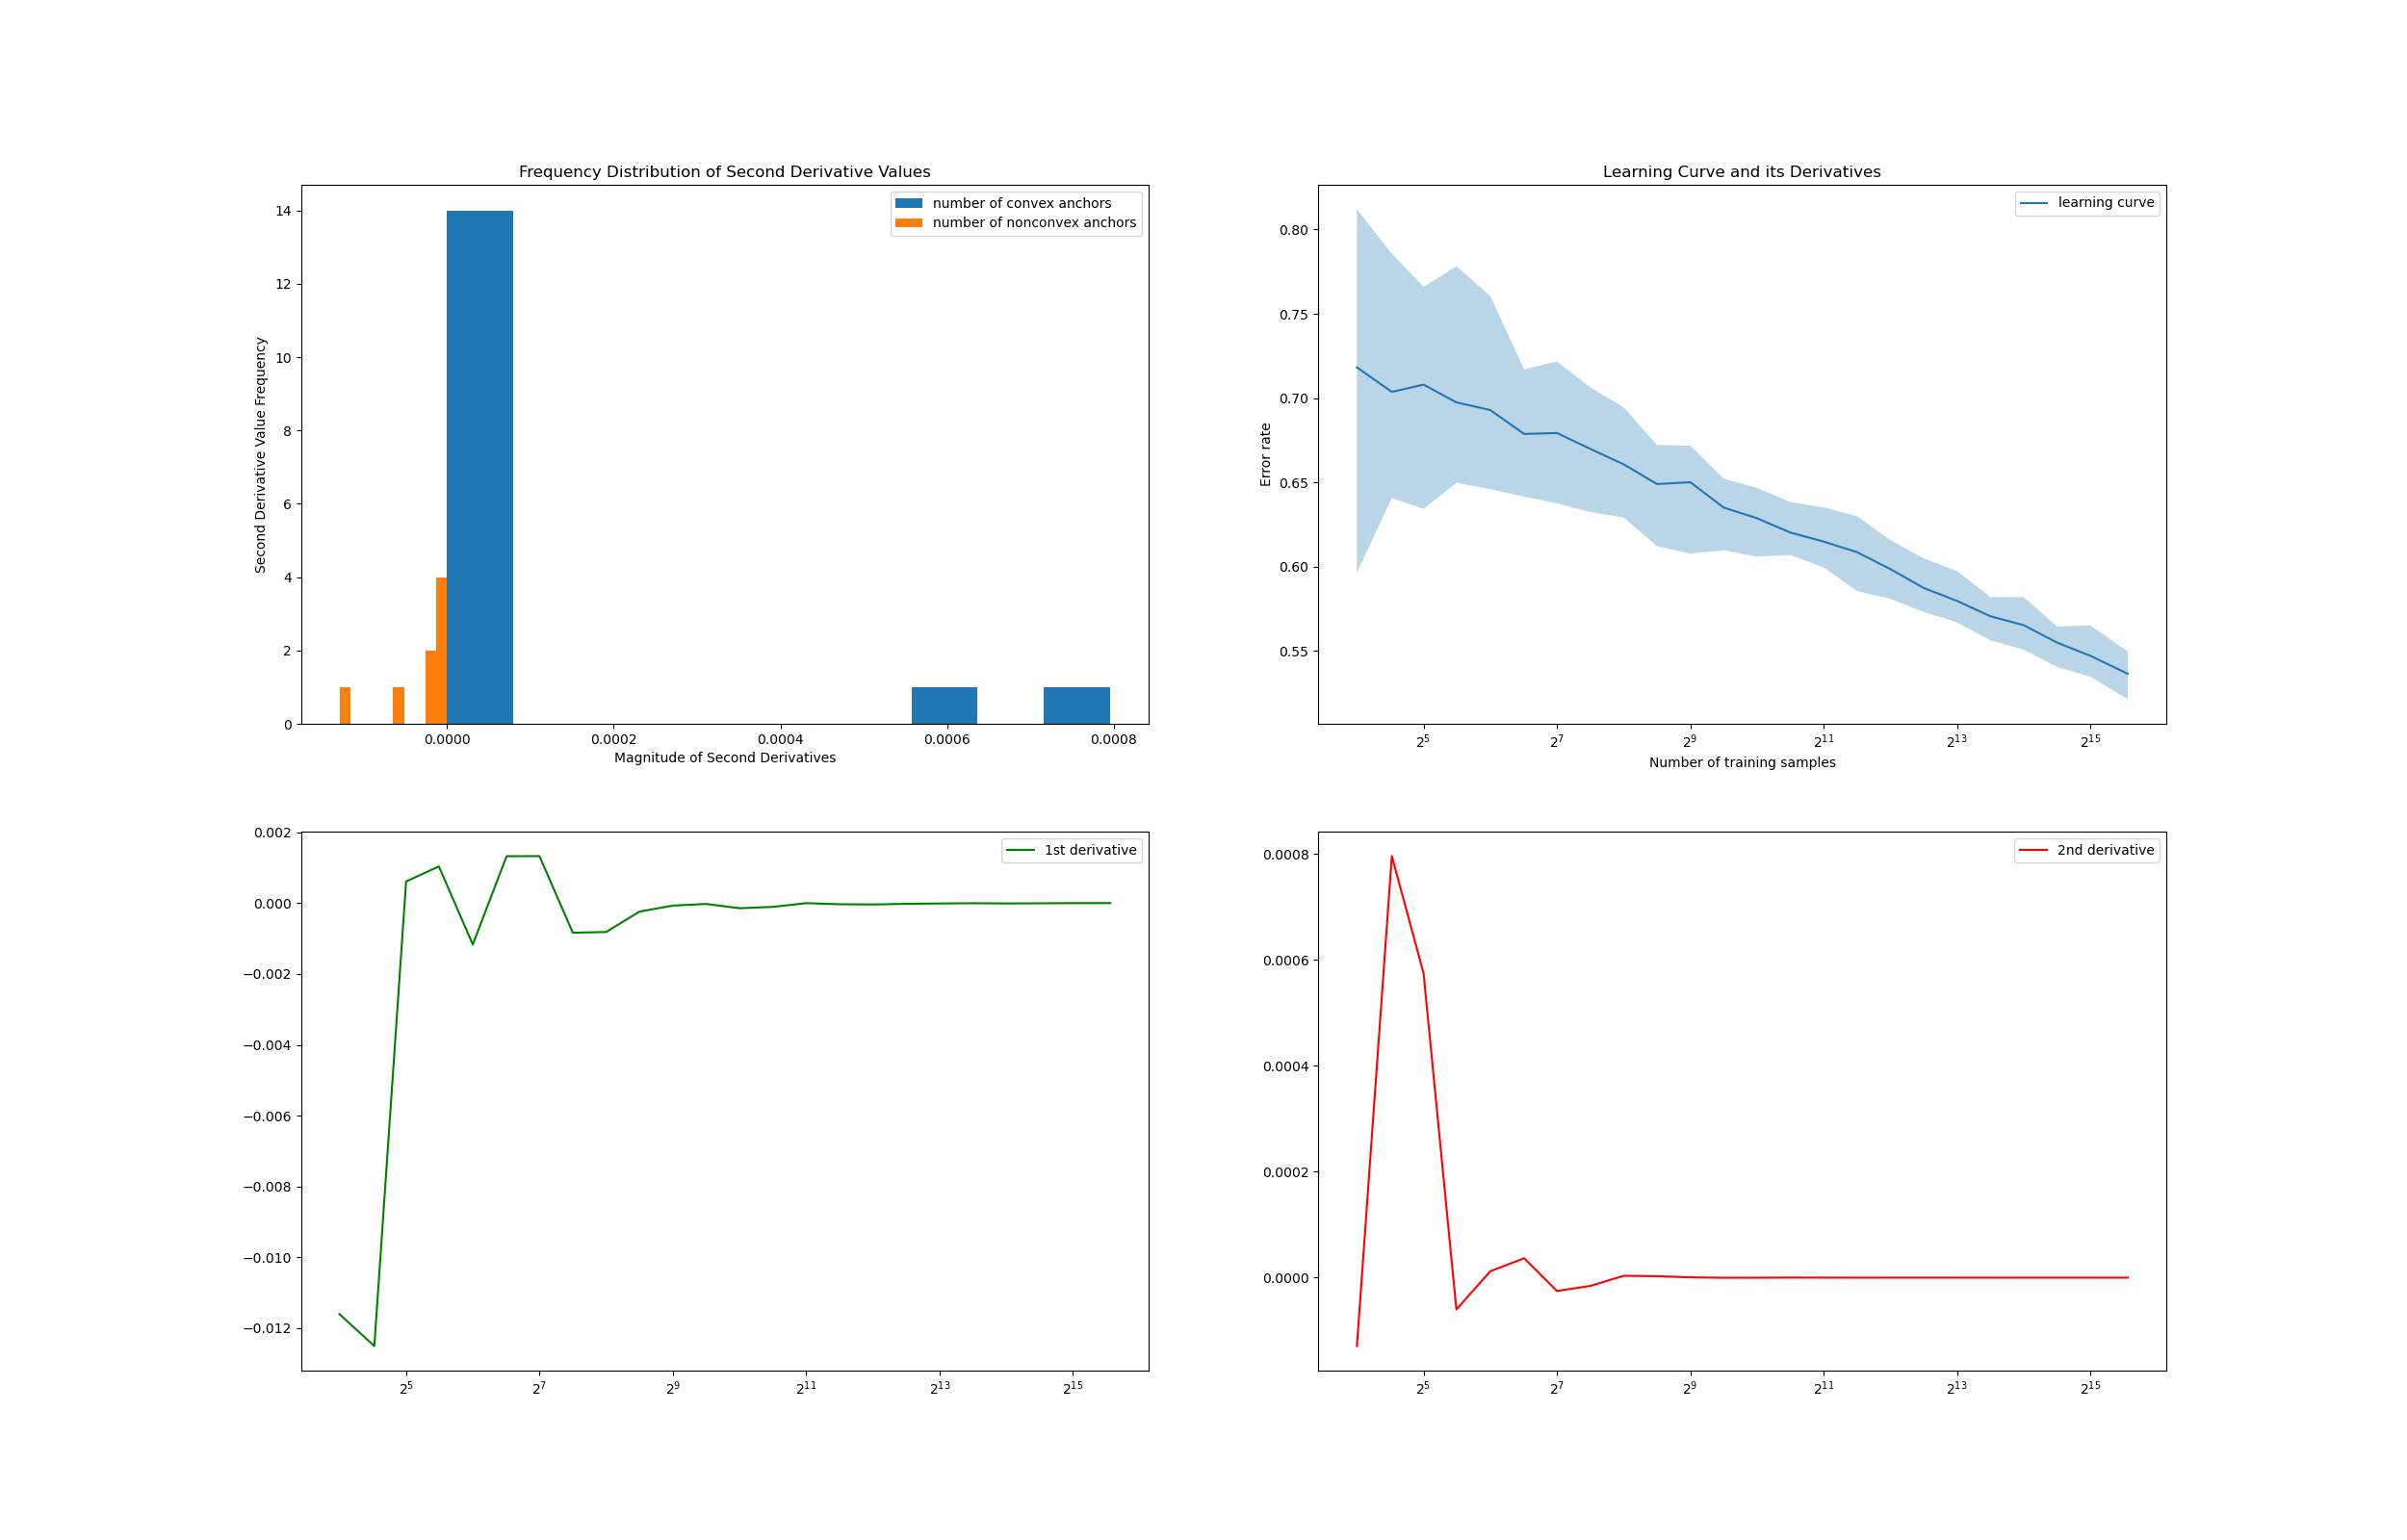 Frequency Distribution of Second Derivative Values
number of convex anchors
number of nonconvex anchors
Second Derivative Value Frequency
14
12
10
8
6
4
2
0
0.0000 0.0002 0.0004 0.0006 0.0008
Magnitude of Second Derivatives
Learning Curve and its Derivatives
learning curve
Error rate
0.80
0.75
0.70
0.65
0.60
0.55
2^5 2^7 2^9 2^11 2^13 2^15
Number of training samples
1st derivative
0.002
0.000
−0.002
−0.004
−0.006
−0.008
−0.010
−0.012
2^5 2^7 2^9 2^11 2^13 2^15
2nd derivative
0.0008
0.0006
0.0004
0.0002
0.0000
2^5 2^7 2^9 2^11 2^13 2^15